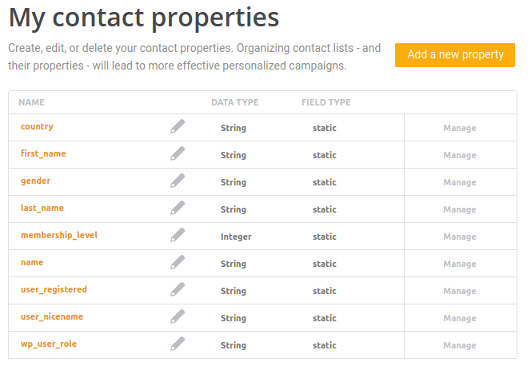 My contact properties
Create, edit, or delete your contact properties. Organizing contact lists - and
their properties - will lead to more effective personalized campaigns.
Add a new property
NAME DATA TYPE FIELD TYPE
country String static Manage
first_name String static Manage
gender String static Manage
last_name String static Manage
membership_level Integer static Manage
name String static Manage
user_registered String static Manage
user_nicename String static Manage
wp_user_role String static Manage